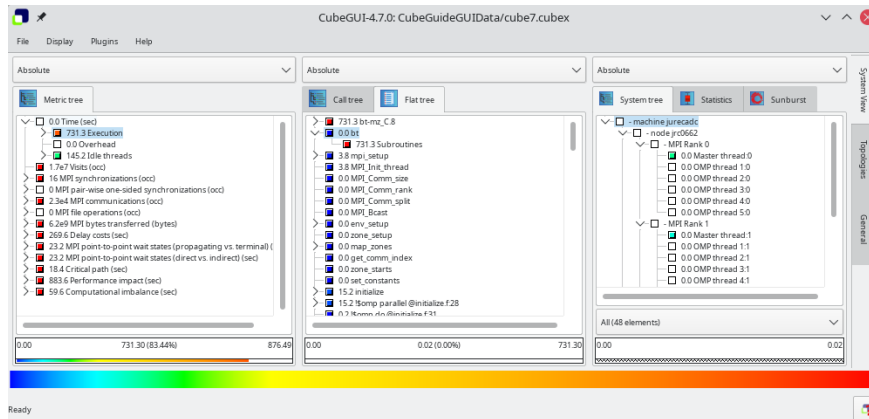 CubeGUI-4.7.0: CubeGuideGUIData/cube7.cubex
File Display Plugins Help
Absolute
Metric tree
0.0 Time (sec)
731.3 Execution
0.0 Overhead
145.2 Idle threads
1.7e7 Visits (occ)
16 MPI synchronizations (occ)
0 MPI pair-wise one-sided synchronizations (occ)
2.3e4 MPI communications (occ)
0 MPI file operations (occ)
6.2e9 MPI bytes transferred (bytes)
269.6 Delay costs (sec)
23.2 MPI point-to-point wait states (propagating vs. terminal) (
23.2 MPI point-to-point wait states (direct vs. indirect) (sec)
18.4 Critical path (sec)
883.6 Performance impact (sec)
59.6 Computational imbalance (sec)
0.00 731.30 (83.44%) 876.49
Absolute
Call tree Flat tree
731.3 bt-mz_C.8
0.0 bt
731.3 Subroutines
3.8 mpi_setup
3.8 MPI_Init_thread
0.0 MPI_Comm_size
0.0 MPI_Comm_rank
0.0 MPI_Comm_split
0.0 MPI_Bcast
0.0 env_setup
0.0 zone_setup
0.0 map_zones
0.0 get_comm_index
0.0 zone_starts
0.0 set_constants
15.2 initialize
15.2 !$omp parallel @initialize.f:28
0.2 !$omp do @initialize.f:31
0.00 0.02 (0.00%) 731.30
Absolute
System tree Statistics Sunburst
- machine jurecadc
- node jrc0662
- MPI Rank 0
0.0 Master thread:0
0.0 OMP thread 1:0
0.0 OMP thread 2:0
0.0 OMP thread 3:0
0.0 OMP thread 4:0
0.0 OMP thread 5:0
- MPI Rank 1
0.0 Master thread:1
0.0 OMP thread 1:1
0.0 OMP thread 2:1
0.0 OMP thread 3:1
0.0 OMP thread 4:1
All (48 elements)
0.00 0.02
System View
Topologies
General
Ready